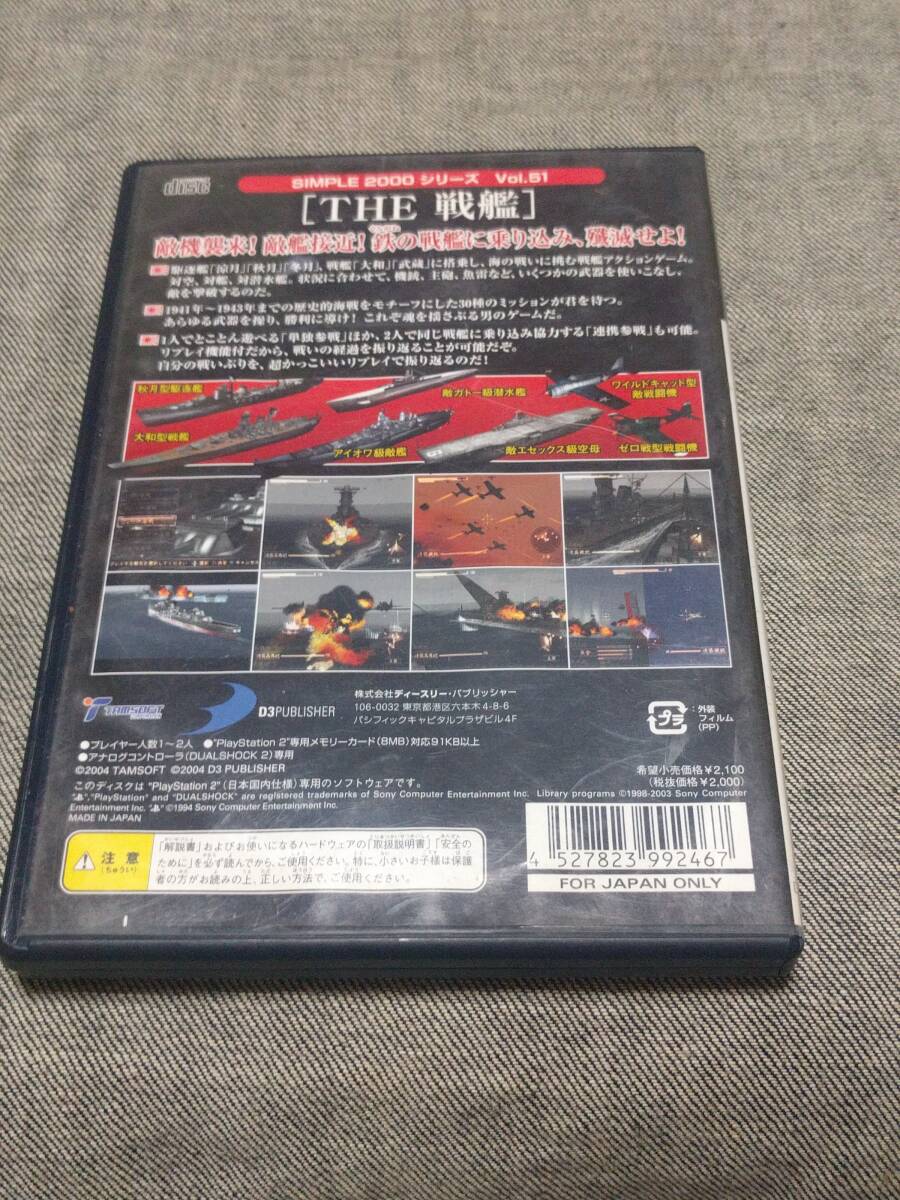 disc
SIMPLE 2000 シリーズ Vol.51
[THE 戦艦]
敵機襲来!敵艦接近!鉄の戦艦に乗り込み、殲滅せよ!
駆逐艦「涼月」「秋月」「冬月」、戦艦「大和」「武蔵」に搭乗し、海の戦いに挑む戦艦アクションゲーム。
対空、対艦、対潜水艦。状況に合わせて、機銃、主砲、魚雷など、いくつかの武器を使いこなし、
敵を撃破するのだ。
1941年〜1943年までの歴史的海戦をモチーフにした30種のミッションが君を待つ。
あらゆる武器を操り、勝利に導け! これぞ魂を揺さぶる男のゲームだ。
1人でとことん遊べる「単独参戦」ほか、2人で同じ戦艦に乗り込み協力する「連携参戦」も可能。
リプレイ機能付だから、戦いの経過を振り返ることが可能だぞ。
自分の戦いぶりを、超かっこいいリプレイで振り返るのだ!
秋月型駆逐艦
敵ガトー級潜水艦
ワイルドキャット型
敵戦闘機
大和型戦艦
アイオワ級敵艦
敵エセックス級空母
ゼロ戦型戦闘機
TAMSOFT
D3PUBLISHER
株式会社ディースリー・パブリッシャー
106-0032 東京都港区六本木4-8-6
パシフィックキャピタルプラザビル4F
プラ
:外装
フィルム
(PP)
●プレイヤー人数1〜2人 ●"PlayStation 2"専用メモリーカード(8MB)対応91KB以上
●アナログコントローラ(DUALSHOCK 2)専用
©2004 TAMSOFT ©2004 D3 PUBLISHER
希望小売価格¥2,100
(税抜価格¥2,000)
このディスクは "PlayStation 2"(日本国内仕様)専用のソフトウェアです。
"PlayStation" and "DUALSHOCK" are registered trademarks of Sony Computer Entertainment Inc. Library programs ©1998-2003 Sony Computer
Entertainment Inc. ©1994 Sony Computer Entertainment Inc.
MADE IN JAPAN
注意
(ちゅうい)
「解説書」およびお使いになるハードウェアの「取扱説明書」「安全の
ために」を必ず読んでから、ご使用ください。特に、小さいお子様は保護
者の方がお読みの上、正しい方法で、ご使用ください。
4 527823 992467
FOR JAPAN ONLY